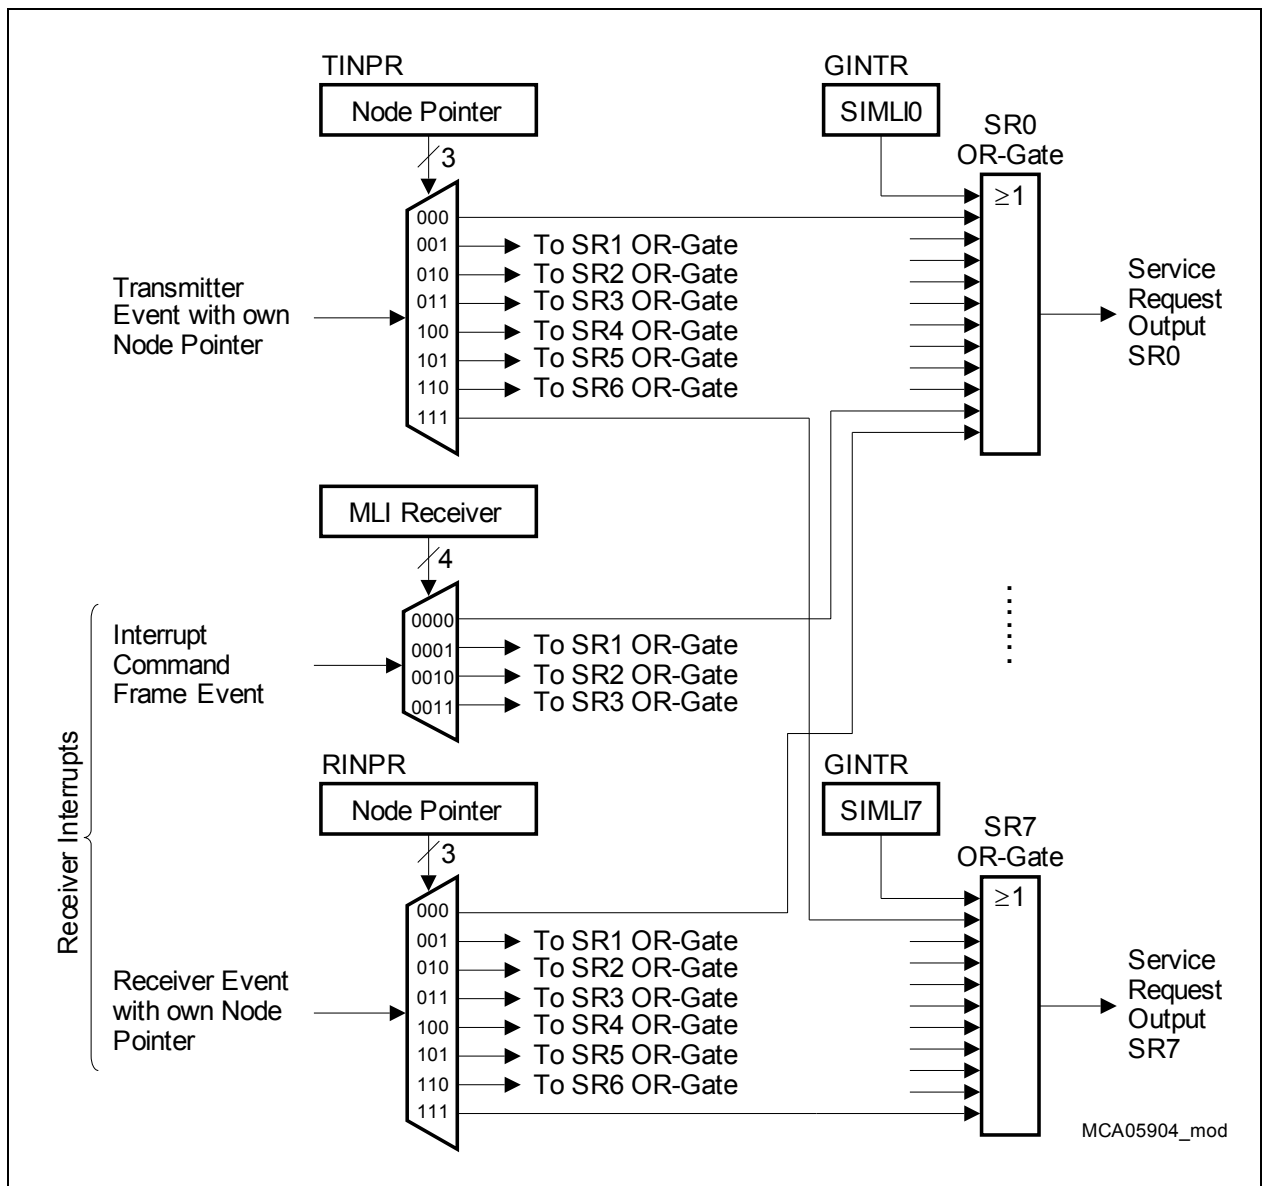 TINPR
Node Pointer
3
000
001
010
011
100
101
110
111
To SR1 OR-Gate
To SR2 OR-Gate
To SR3 OR-Gate
To SR4 OR-Gate
To SR5 OR-Gate
To SR6 OR-Gate
Transmitter
Event with own
Node Pointer
GINTR
SIMLI0
SR0
OR-Gate
≥1
Service
Request
Output
SR0
MLI Receiver
4
0000
0001
0010
0011
To SR1 OR-Gate
To SR2 OR-Gate
To SR3 OR-Gate
Interrupt
Command
Frame Event
Receiver Interrupts
RINPR
Node Pointer
3
000
001
010
011
100
101
110
111
To SR1 OR-Gate
To SR2 OR-Gate
To SR3 OR-Gate
To SR4 OR-Gate
To SR5 OR-Gate
To SR6 OR-Gate
Receiver Event
with own Node
Pointer
GINTR
SIMLI7
SR7
OR-Gate
≥1
Service
Request
Output
SR7
MCA05904_mod